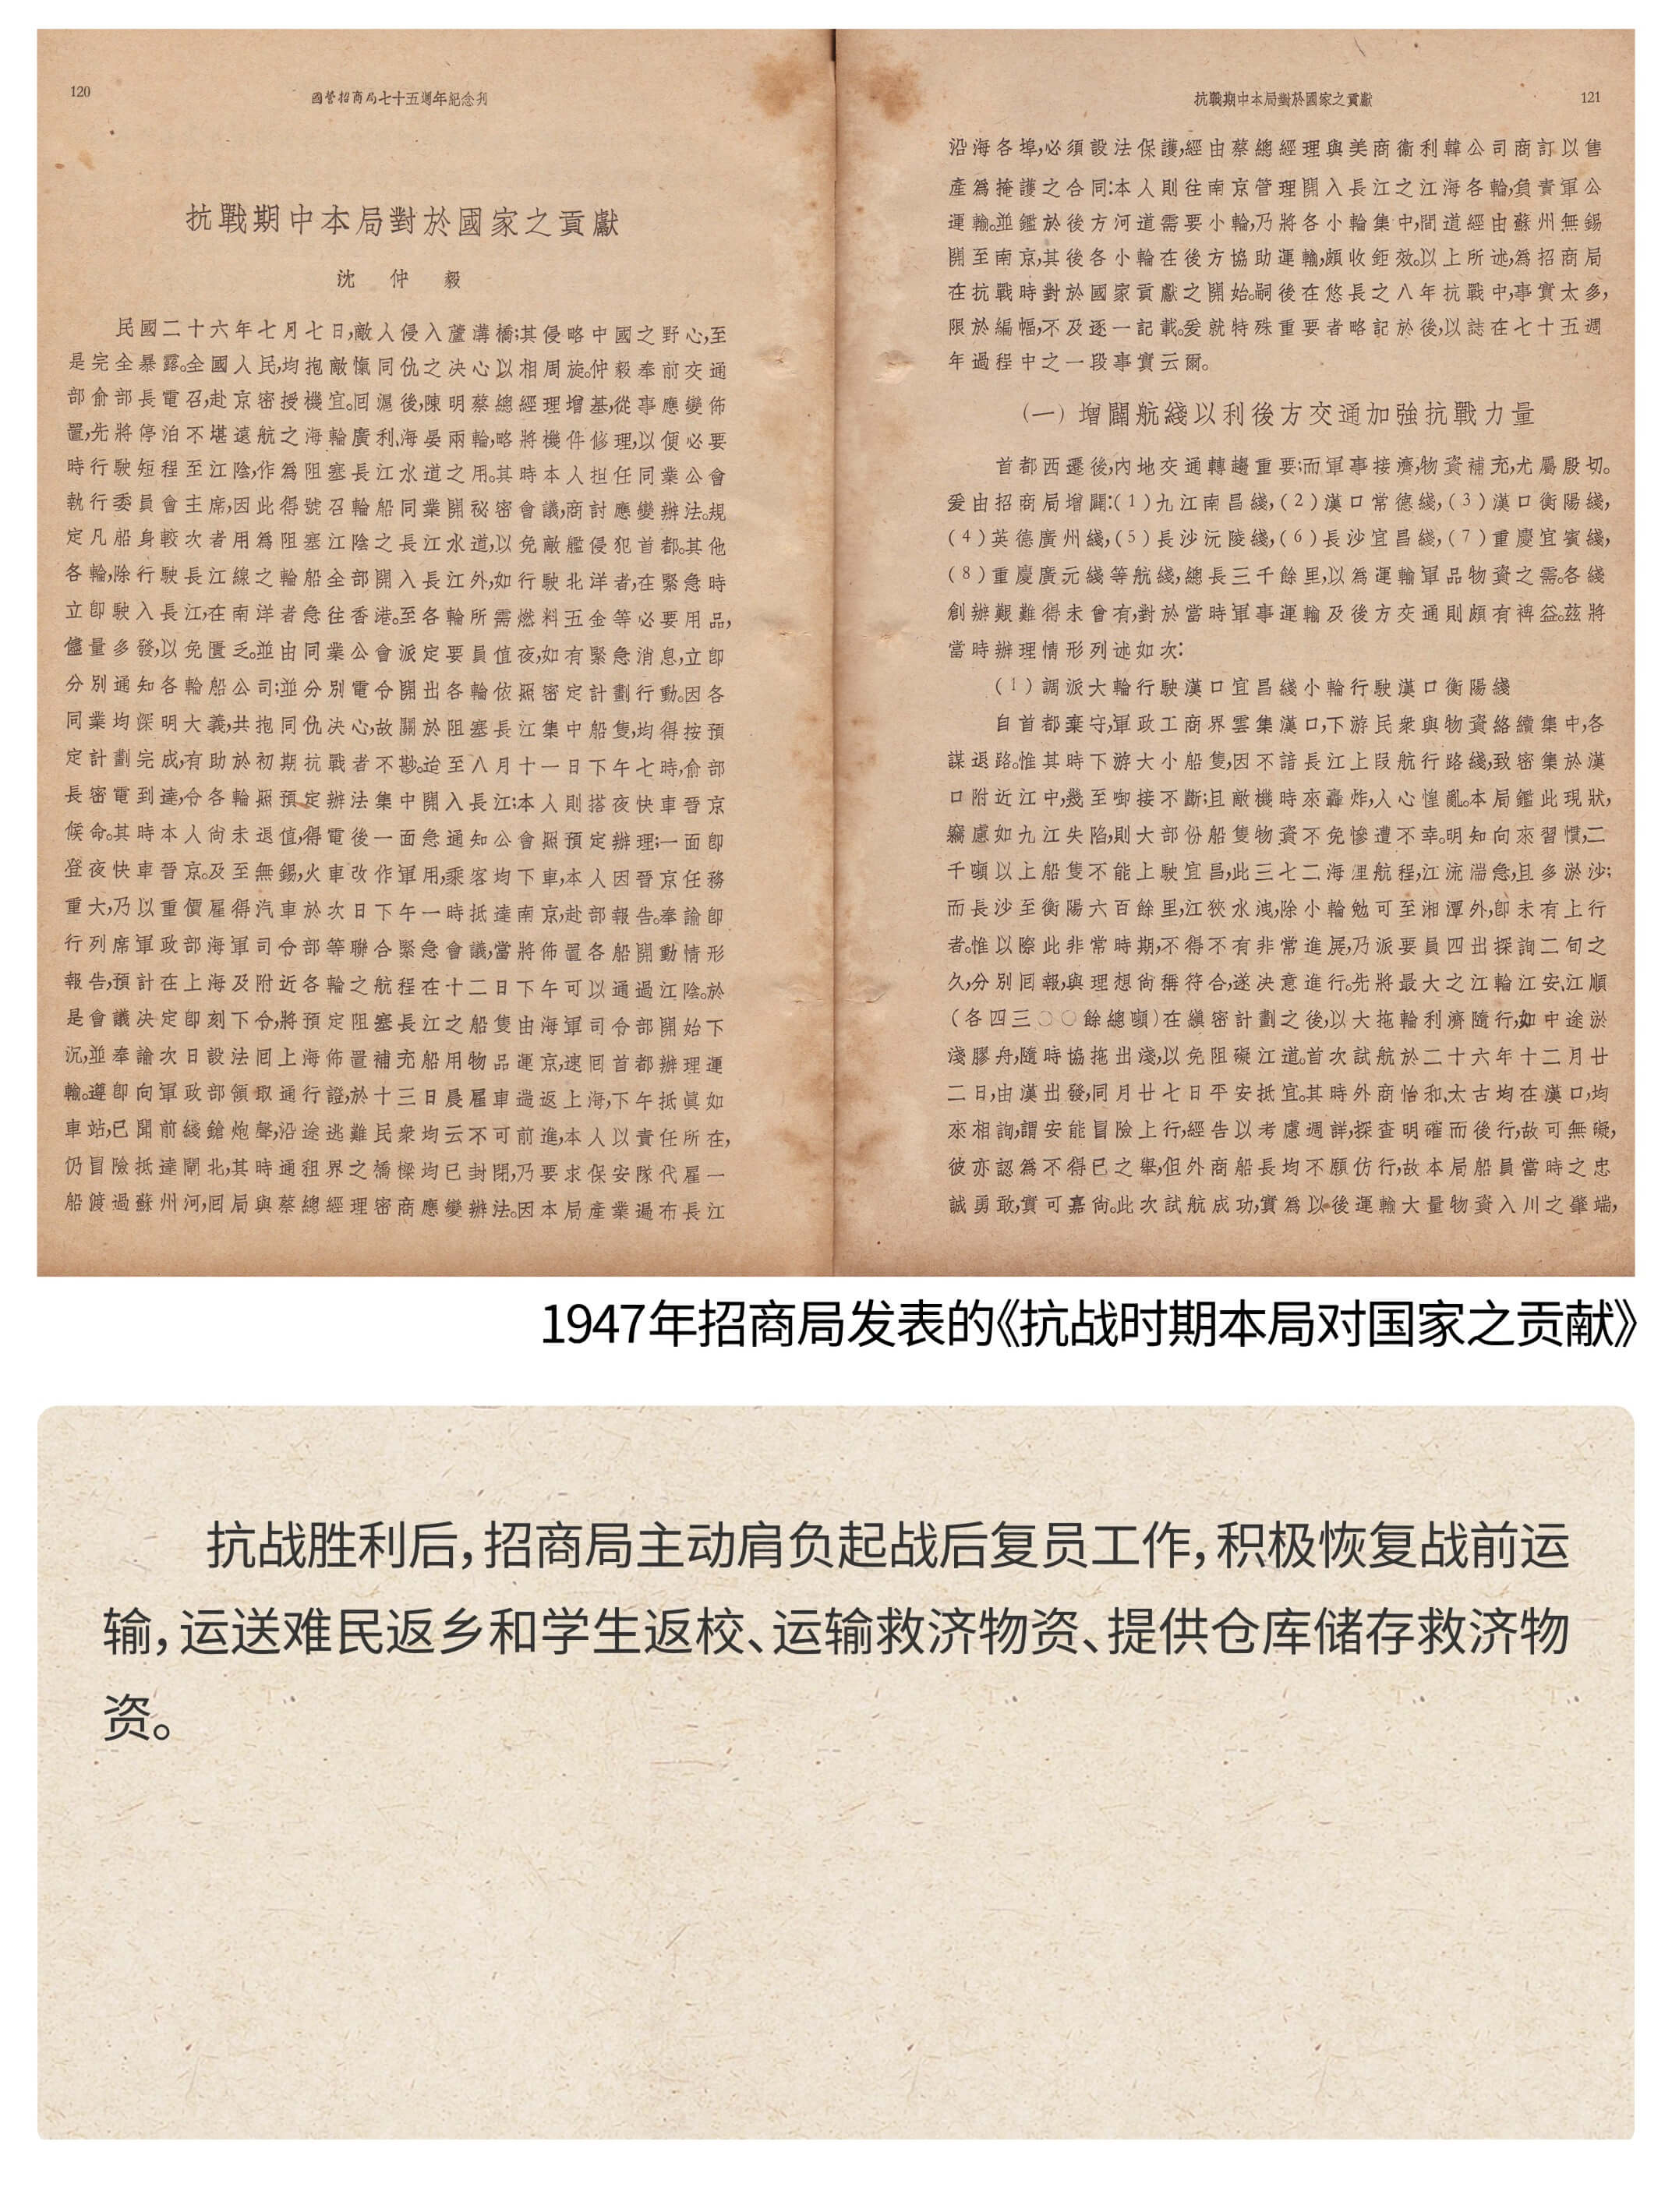 120
國營招商局七十五週年紀念刋
抗戰期中本局對於國家之貢獻
沈仲毅
民國二十六年七月七日,敵人侵入蘆溝橋;其侵略中國之野心,至
是完全暴露。全國人民,均抱敵愾同仇之决心以相周旋。仲毅奉前交通
部俞部長電召,赴京密授機宜。囘滬後,陳明蔡總經理增基,從事應變佈
置,先將停泊不堪遠航之海輪廣利、海晏兩輪,略將機件修理,以便必要
時行駛短程至江陰,作為阻塞長江水道之用。其時本人担任同業公會
執行委員會主席,因此得號召輪船同業開秘密會議,商討應變辦法。規
定凡船身較次者用為阻塞江陰之長江水道,以免敵艦侵犯首都。其他
各輪,除行駛長江線之輪船全部開入長江外,如行駛北洋者,在緊急時
立卽駛入長江,在南洋者急往香港。至各輪所需燃料五金等必要用品,
儘量多發,以免匱乏。並由同業公會派定要員值夜,如有緊急消息,立卽
分別通知各輪船公司;並分別電令開出各輪依照密定計劃行動。因各
同業均深明大義,共抱同仇决心,故關於阻塞長江集中船隻,均得按預
定計劃完成,有助於初期抗戰者不尠。迨至八月十一日下午七時,俞部
長密電到達,令各輪照預定辦法集中開入長江;本人則搭夜快車晉京
候命。其時本人尚未退值,得電後一面急通知公會照預定辦理;一面卽
登夜快車晉京。及至無錫,火車改作軍用,乘客均下車,本人因晉京任務
重大,乃以重價雇得汽車於次日下午一時抵達南京,赴部報告。奉諭卽
行列席軍政部海軍司令部等聯合緊急會議,當將佈置各船開動情形
報告,預計在上海及附近各輪之航程在十二日下午可以通過江陰。於
是會議决定卽刻下令,將預定阻塞長江之船隻由海軍司令部開始下
沉,並奉諭次日設法囘上海佈置補充船用物品運京,速囘首都辦理運
輸。遵卽向軍政部領取通行證,於十三日晨雇車遄返上海,下午抵眞如
車站,已聞前綫鎗炮聲,沿途逃難民衆均云不可前進,本人以責任所在,
仍冒險抵達閘北,其時通租界之橋樑均已封閉,乃要求保安隊代雇一
船渡過蘇州河,囘局與蔡總經理密商應變辦法。因本局產業遍布長江
抗戰期中本局對於國家之貢獻
121
沿海各埠,必須設法保護,經由蔡總經理與美商衞利韓公司商訂以售
產為掩護之合同:本人則往南京管理開入長江之江海各輪,負責軍公
運輸。並鑑於後方河道需要小輪,乃將各小輪集中,間道經由蘇州無錫
開至南京,其後各小輪在後方協助運輸,頗收鉅效。以上所述,為招商局
在抗戰時對於國家貢獻之開始。嗣後在悠長之八年抗戰中,事實太多,
限於編幅,不及逐一記載。爰就特殊重要者略記於後,以誌在七十五週
年過程中之一段事實云爾。
(一)增闢航綫以利後方交通加強抗戰力量
首都西遷後,內地交通轉趨重要;而軍事接濟,物資補充,尤屬殷切。
爰由招商局增闢:(1)九江南昌綫,(2)漢口常德綫,(3)漢口衡陽綫,
(4)英德廣州綫,(5)長沙沅陵綫,(6)長沙宜昌綫,(7)重慶宜賓綫,
(8)重慶廣元綫等航綫,總長三千餘里,以為運輸軍品物資之需。各綫
創辦艱難得未曾有,對於當時軍事運輸及後方交通則頗有裨益。茲將
當時辦理情形列述如次:
(1)調派大輪行駛漢口宜昌綫小輪行駛漢口衡陽綫
自首都棄守,軍政工商界雲集漢口,下游民衆與物資絡續集中,各
謀退路。惟其時下游大小船隻,因不諳長江上段航行路綫,致密集於漢
口附近江中,幾至啣接不斷;且敵機時來轟炸,人心惶亂。本局鑑此現狀,
竊慮如九江失陷,則大部份船隻物資不免慘遭不幸。明知向來習慣,二
千噸以上船隻不能上駛宜昌,此三七二海浬航程,江流湍急,且多淤沙;
而長沙至衡陽六百餘里,江狹水淺,除小輪勉可至湘潭外,卽未有上行
者。惟以際此非常時期,不得不有非常進展,乃派要員四出探詢二旬之
久,分別囘報,與理想尚稱符合,遂决意進行。先將最大之江輪江安、江順
(各四三〇〇餘總噸)在縝密計劃之後,以大拖輪利濟隨行,如中途淤
淺膠舟,隨時協拖出淺,以免阻礙江道。首次試航於二十六年十二月廿
二日,由漢出發,同月廿七日平安抵宜。其時外商怡和、太古均在漢口,均
來相詢,謂安能冒險上行,經告以考慮週詳,探查明確而後行,故可無礙,
彼亦認為不得已之舉,但外商船長均不願仿行,故本局船員當時之忠
誠勇敢,實可嘉尚。此次試航成功,實為以後運輸大量物資入川之肇端,
1947年招商局发表的《抗战时期本局对国家之贡献》
抗战胜利后,招商局主动肩负起战后复员工作,积极恢复战前运
输,运送难民返乡和学生返校、运输救济物资、提供仓库储存救济物
资。